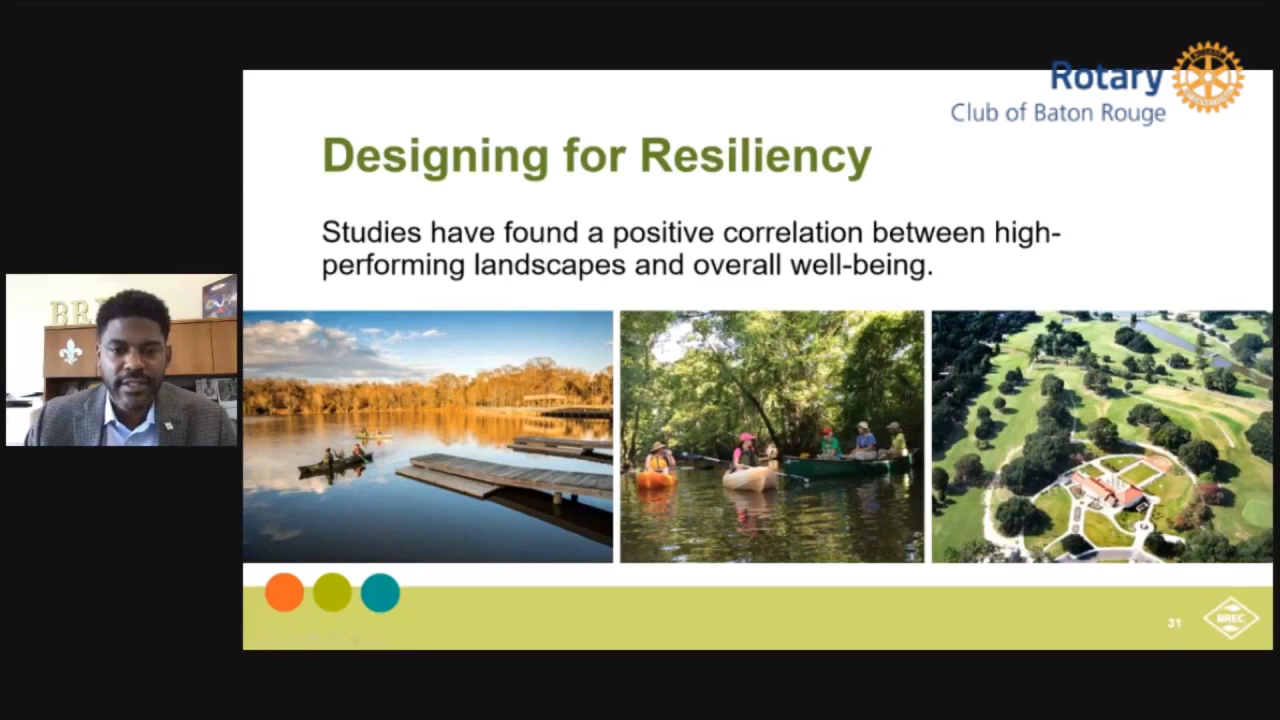 Rotary
Club of Baton Rouge
Designing for Resiliency
Studies have found a positive correlation between high-
performing landscapes and overall well-being.
31
BREC